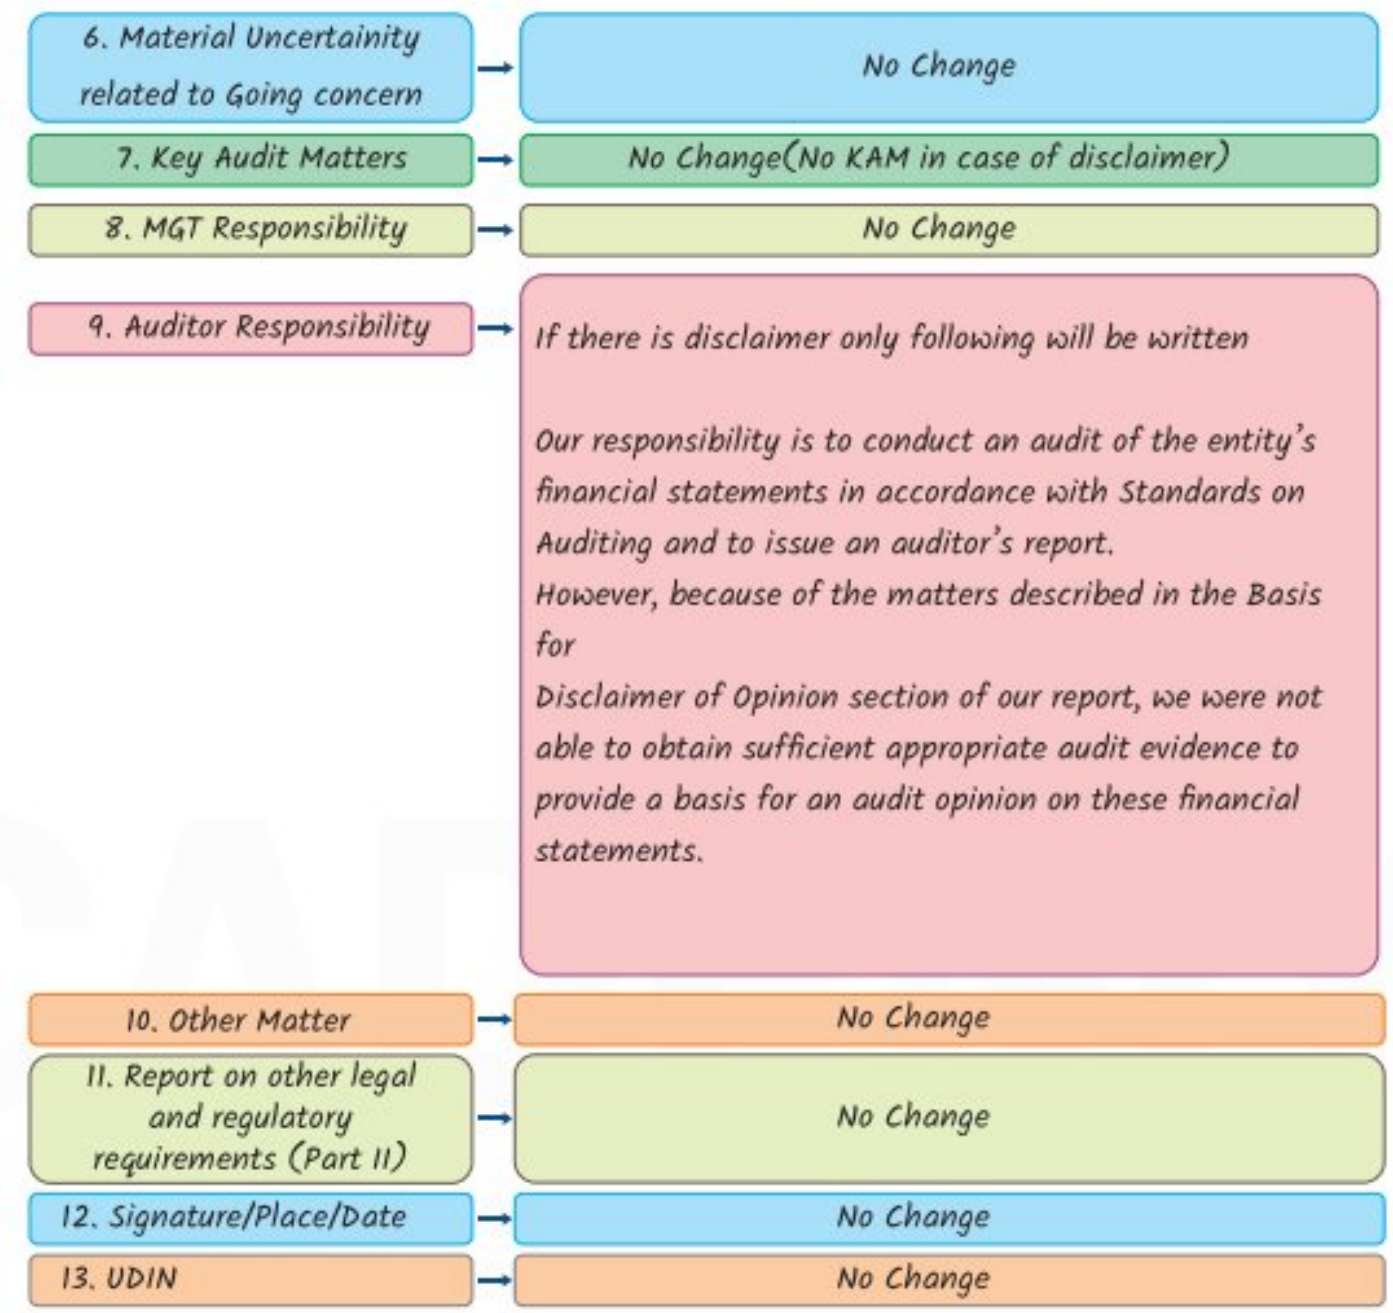 6. Material Uncertainity
related to Going concern
No Change
7. Key Audit Matters
No Change(No KAM in case of disclaimer)
8. MGT Responsibility
No Change
9. Auditor Responsibility
If there is disclaimer only following will be written
Our responsibility is to conduct an audit of the entity's
financial statements in accordance with Standards on
Auditing and to issue an auditor's report.
However, because of the matters described in the Basis
for
Disclaimer of Opinion section of our report, we were not
able to obtain sufficient appropriate audit evidence to
provide a basis for an audit opinion on these financial
statements.
10. Other Matter
No Change
11. Report on other legal
and regulatory
requirements (Part II)
No Change
12. Signature/Place/Date
No Change
13. UDIN
No Change